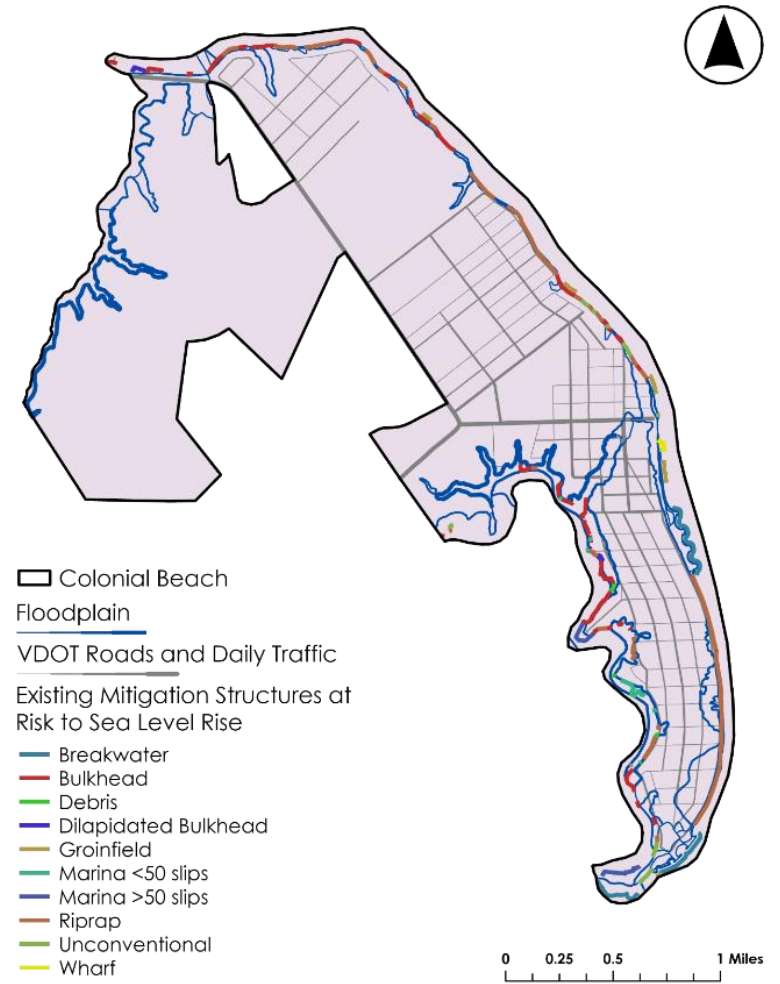 Colonial Beach
Floodplain
VDOT Roads and Daily Traffic
Existing Mitigation Structures at
Risk to Sea Level Rise
Breakwater
Bulkhead
Debris
Dilapidated Bulkhead
Groinfield
Marina <50 slips
Marina >50 slips
Riprap
Unconventional
Wharf
0 0.25 0.5 1 Miles